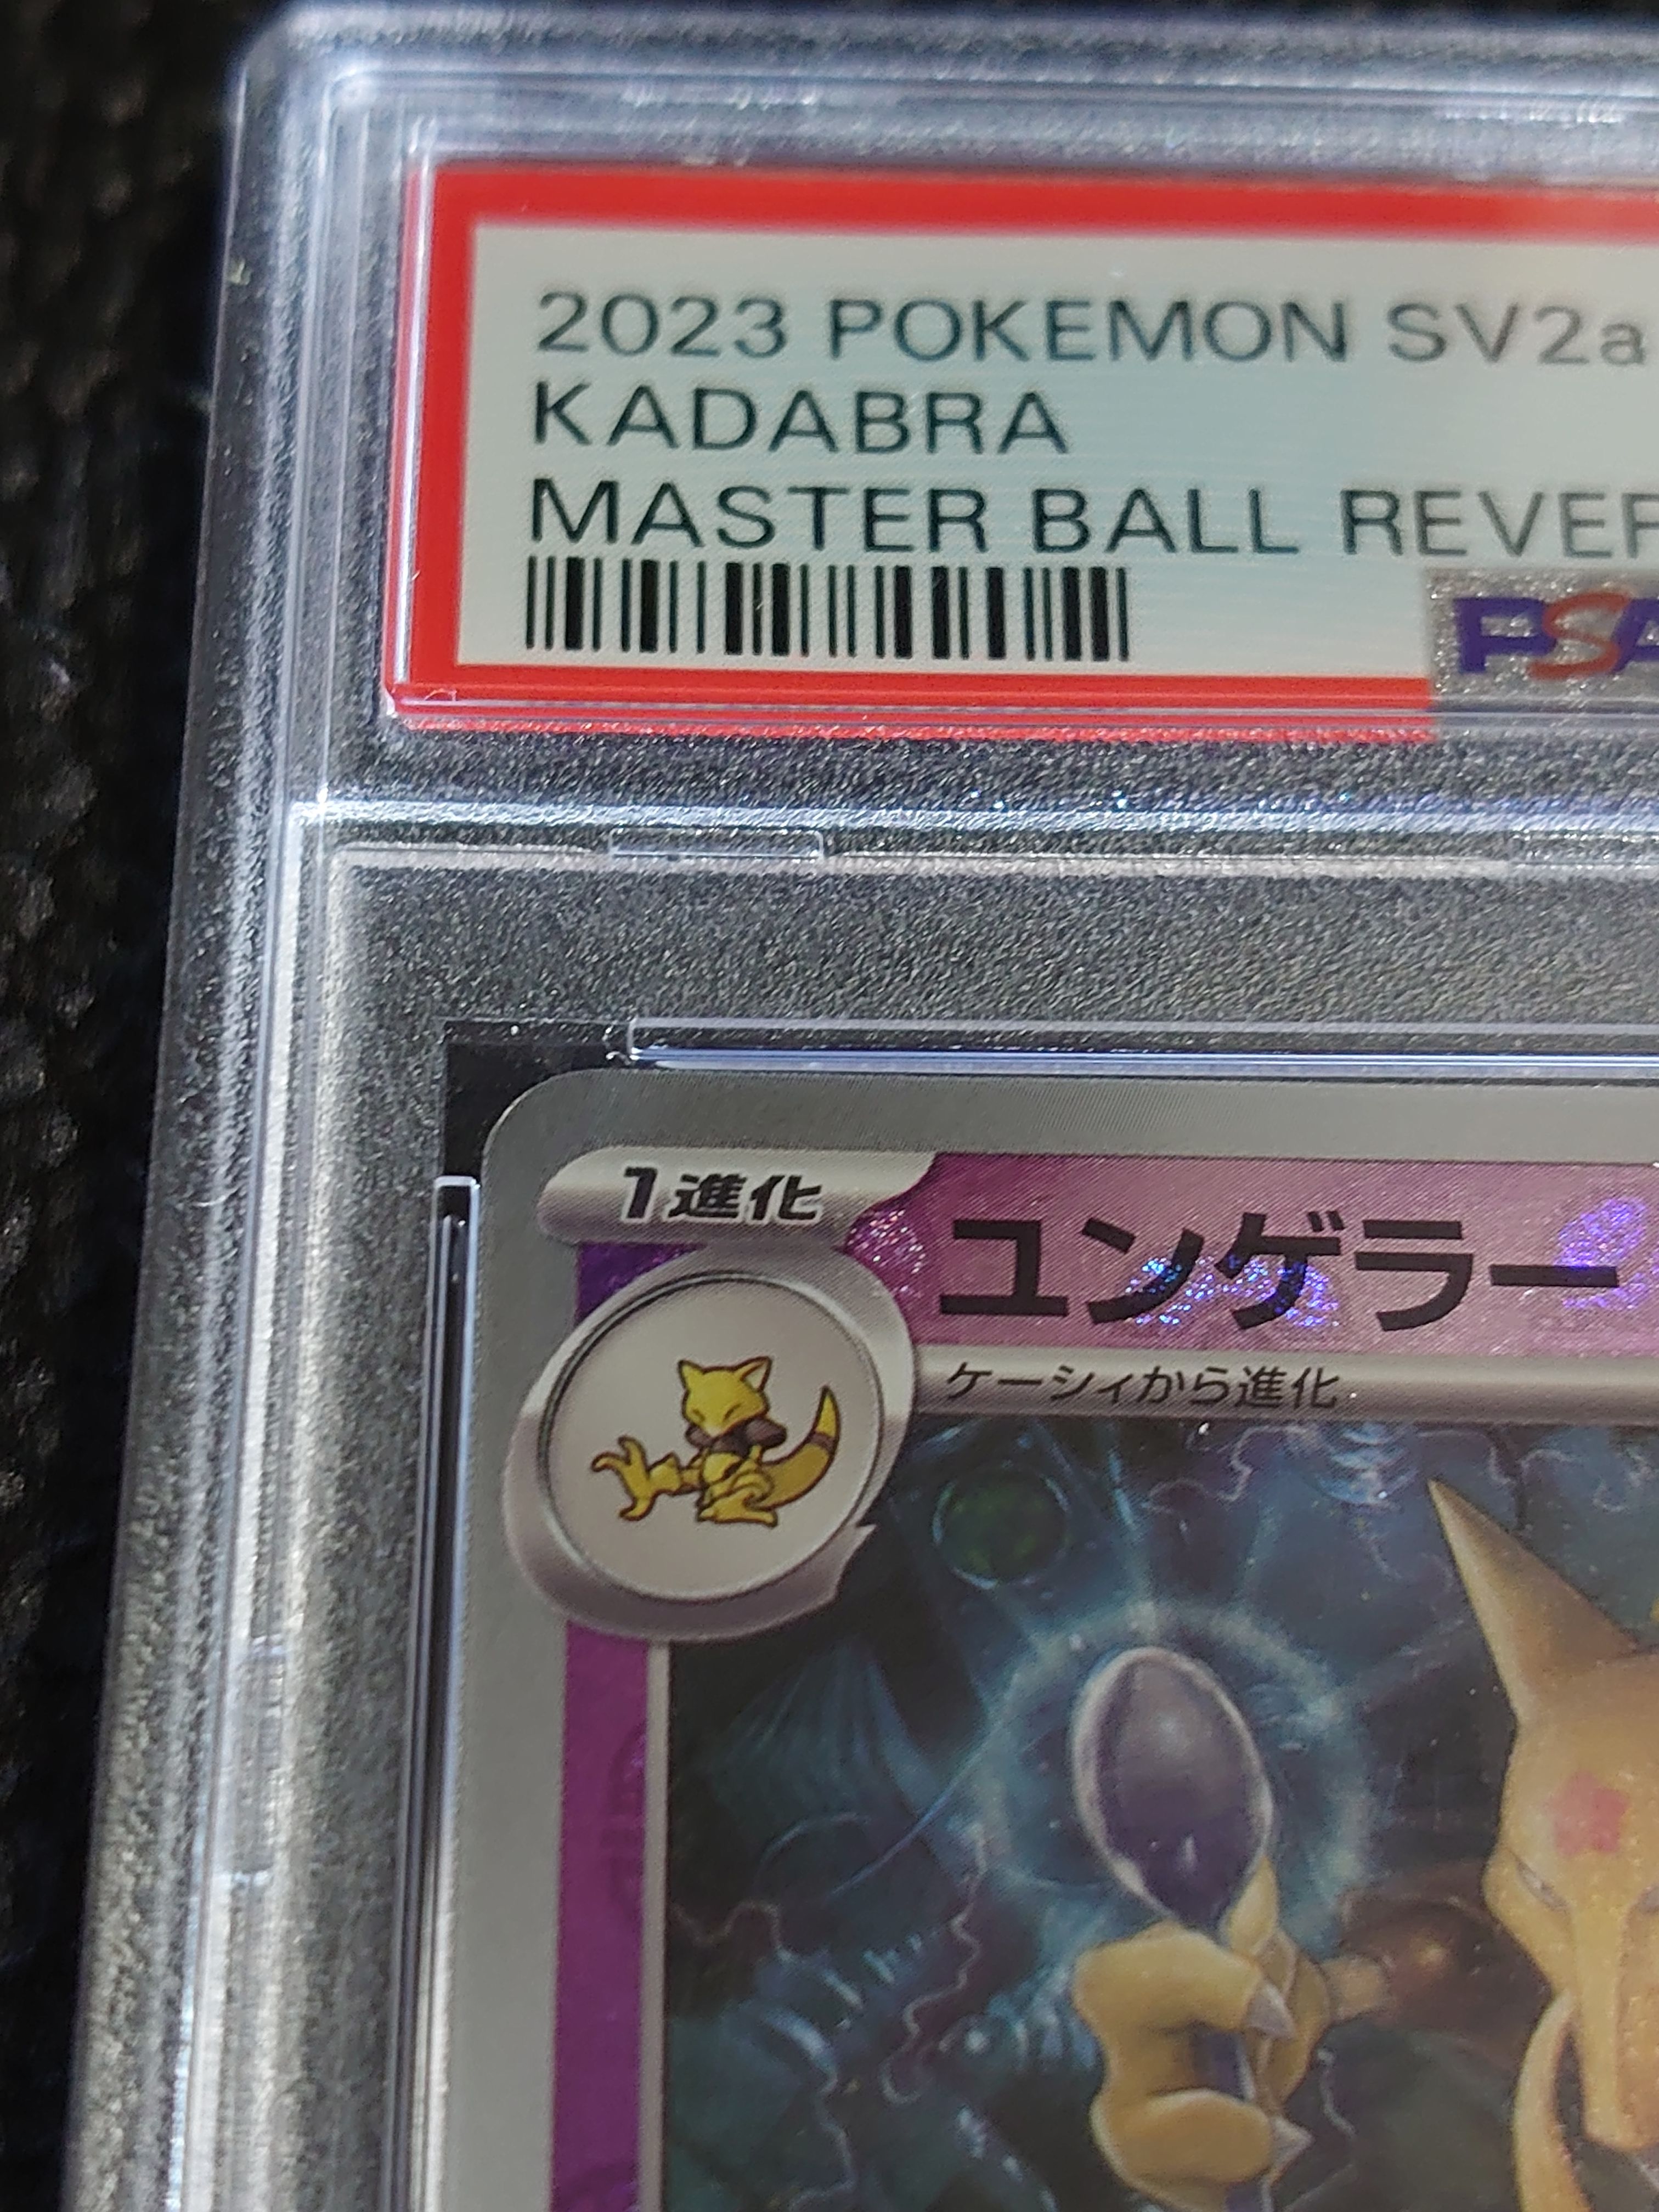 2023 POKEMON SV2a
KADABRA
MASTER BALL REVER
PSA
1進化
ユンゲラー
ケーシィから進化